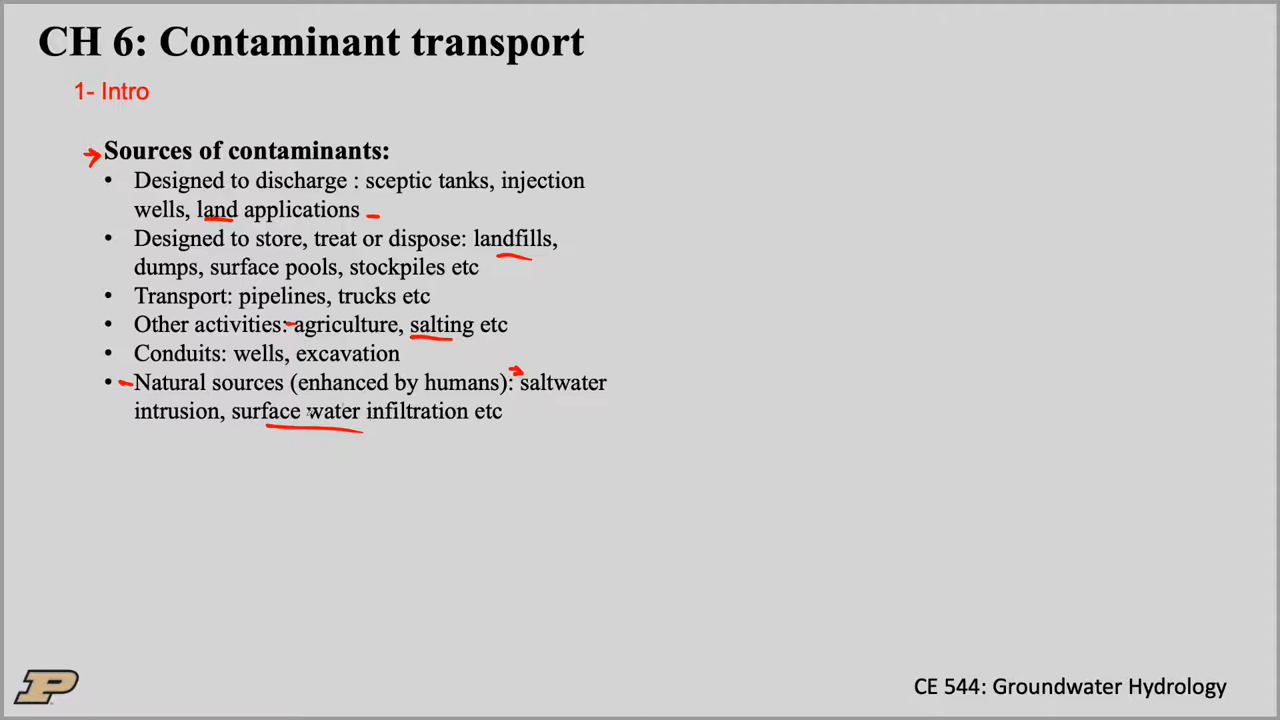 CH 6: Contaminant transport
1- Intro
Sources of contaminants:
• Designed to discharge : sceptic tanks, injection
wells, land applications
• Designed to store, treat or dispose: landfills,
dumps, surface pools, stockpiles etc
• Transport: pipelines, trucks etc
• Other activities: agriculture, salting etc
• Conduits: wells, excavation
• Natural sources (enhanced by humans): saltwater
intrusion, surface water infiltration etc
P
CE 544: Groundwater Hydrology